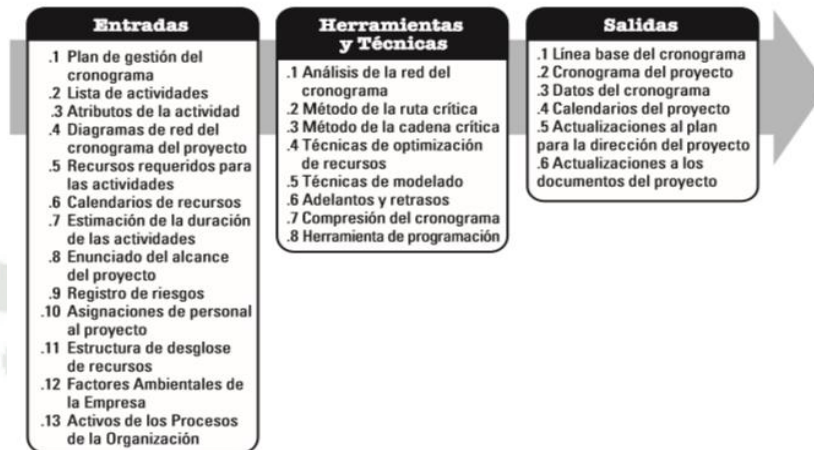 Entradas
.1 Plan de gestión del
cronograma
.2 Lista de actividades
.3 Atributos de la actividad
.4 Diagramas de red del
cronograma del proyecto
.5 Recursos requeridos para
las actividades
.6 Calendarios de recursos
.7 Estimación de la duración
de las actividades
.8 Enunciado del alcance
del proyecto
.9 Registro de riesgos
.10 Asignaciones de personal
al proyecto
.11 Estructura de desglose
de recursos
.12 Factores Ambientales de
la Empresa
.13 Activos de los Procesos
de la Organización
Herramientas
y Técnicas
.1 Análisis de la red del
cronograma
.2 Método de la ruta crítica
.3 Método de la cadena crítica
.4 Técnicas de optimización
de recursos
.5 Técnicas de modelado
.6 Adelantos y retrasos
.7 Compresión del cronograma
.8 Herramienta de programación
Salidas
.1 Línea base del cronograma
.2 Cronograma del proyecto
.3 Datos del cronograma
.4 Calendarios del proyecto
.5 Actualizaciones al plan
para la dirección del proyecto
.6 Actualizaciones a los
documentos del proyecto